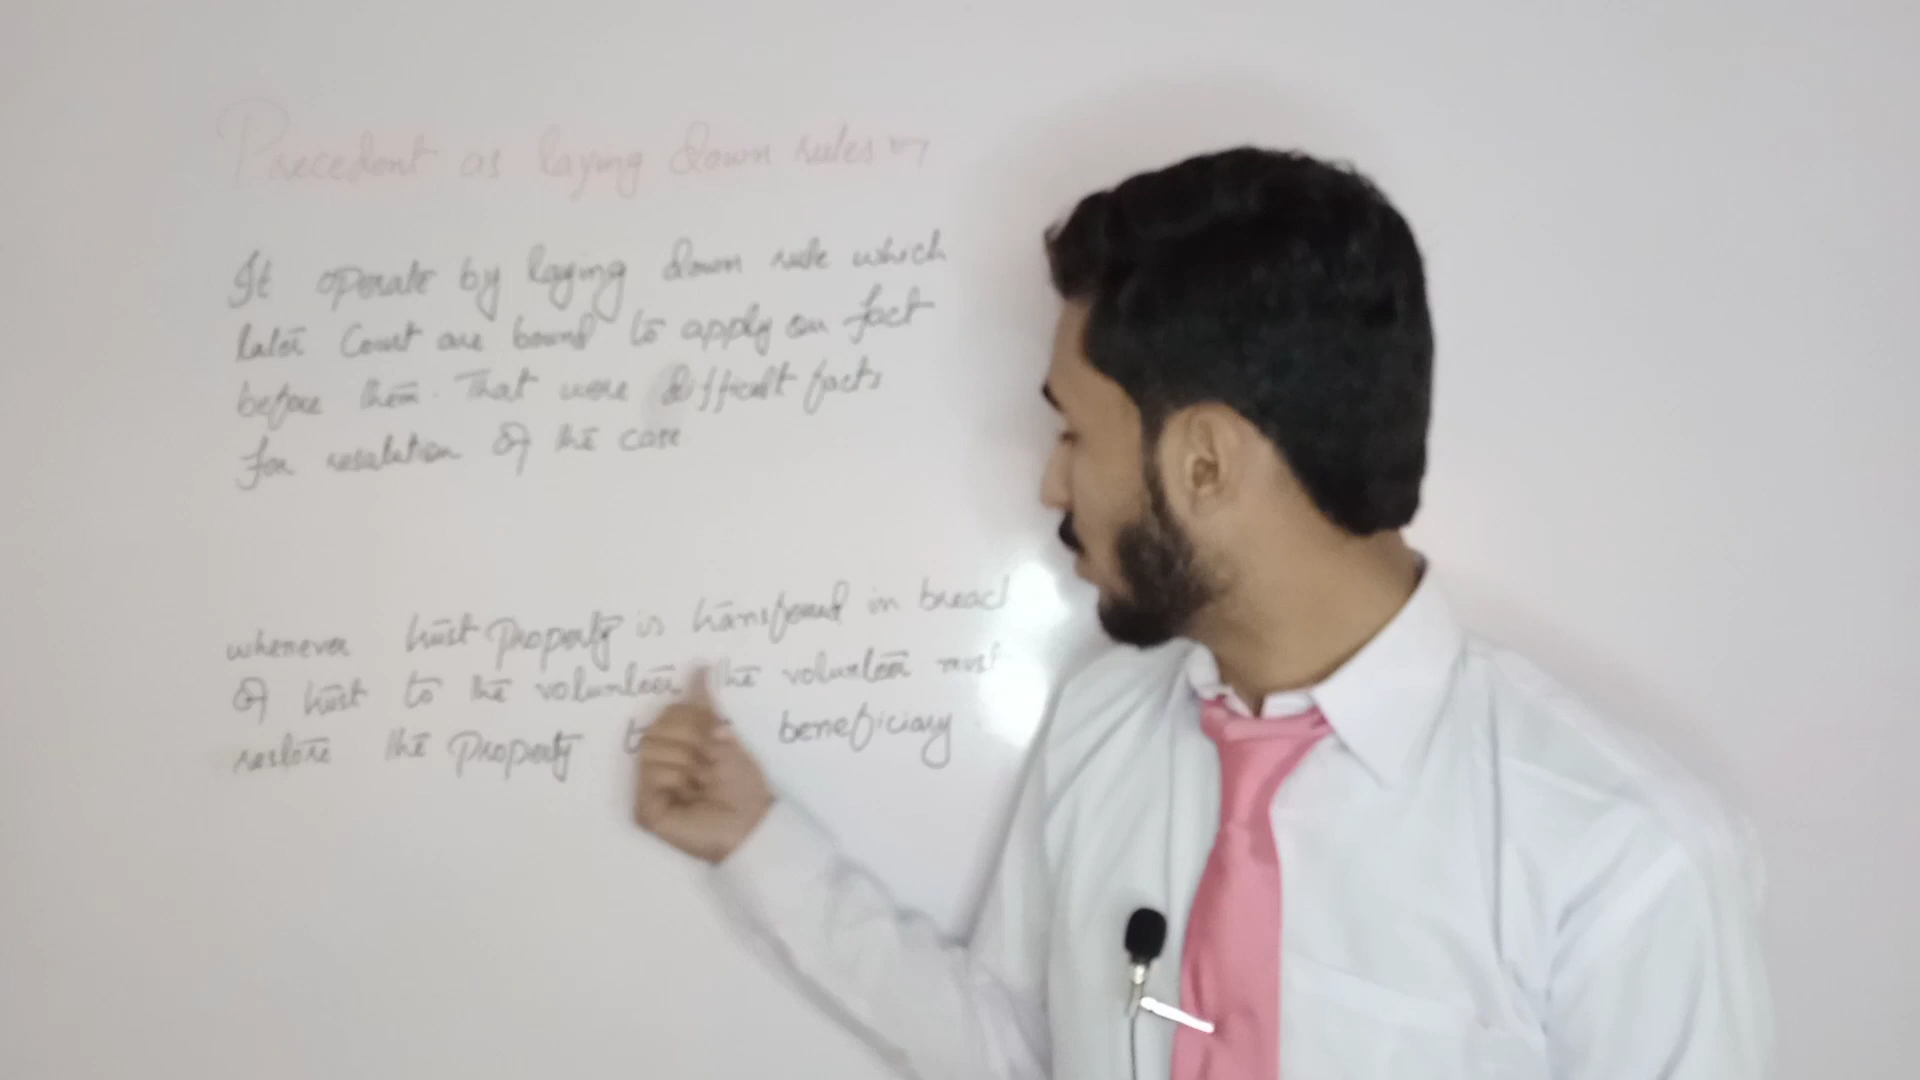 Precedent as laying down rules
It operate by laying down rule which
later Court are bound to apply on fact
before them. That were difficult facts
for resolution of the case
whenever trust Property is transferred in breach
of trust to the volunteer the volunteer must
restore the Property beneficiary